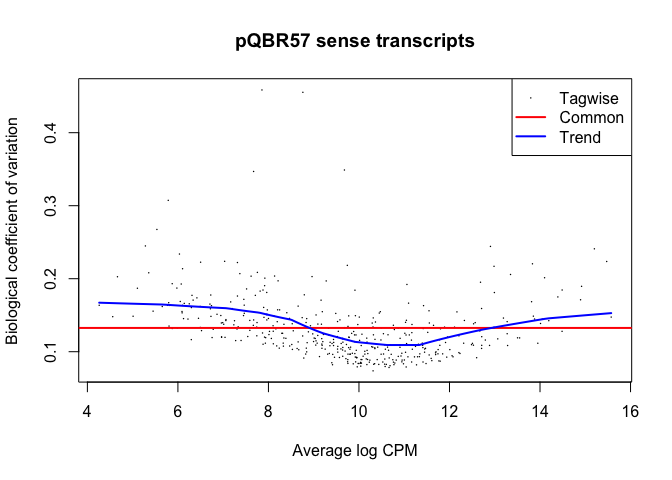 pQBR57 sense transcripts
Tagwise
Common
Trend
Biological coefficient of variation
0.4
0.3
0.2
0.1
4 6 8 10 12 14 16
Average log CPM